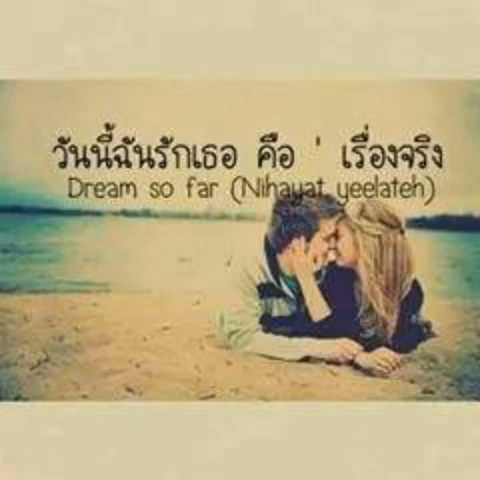 วันนี้ฉันรักเธอ คือ ' เรื่องจริง
Dream so far (Nihayat yeelateh)